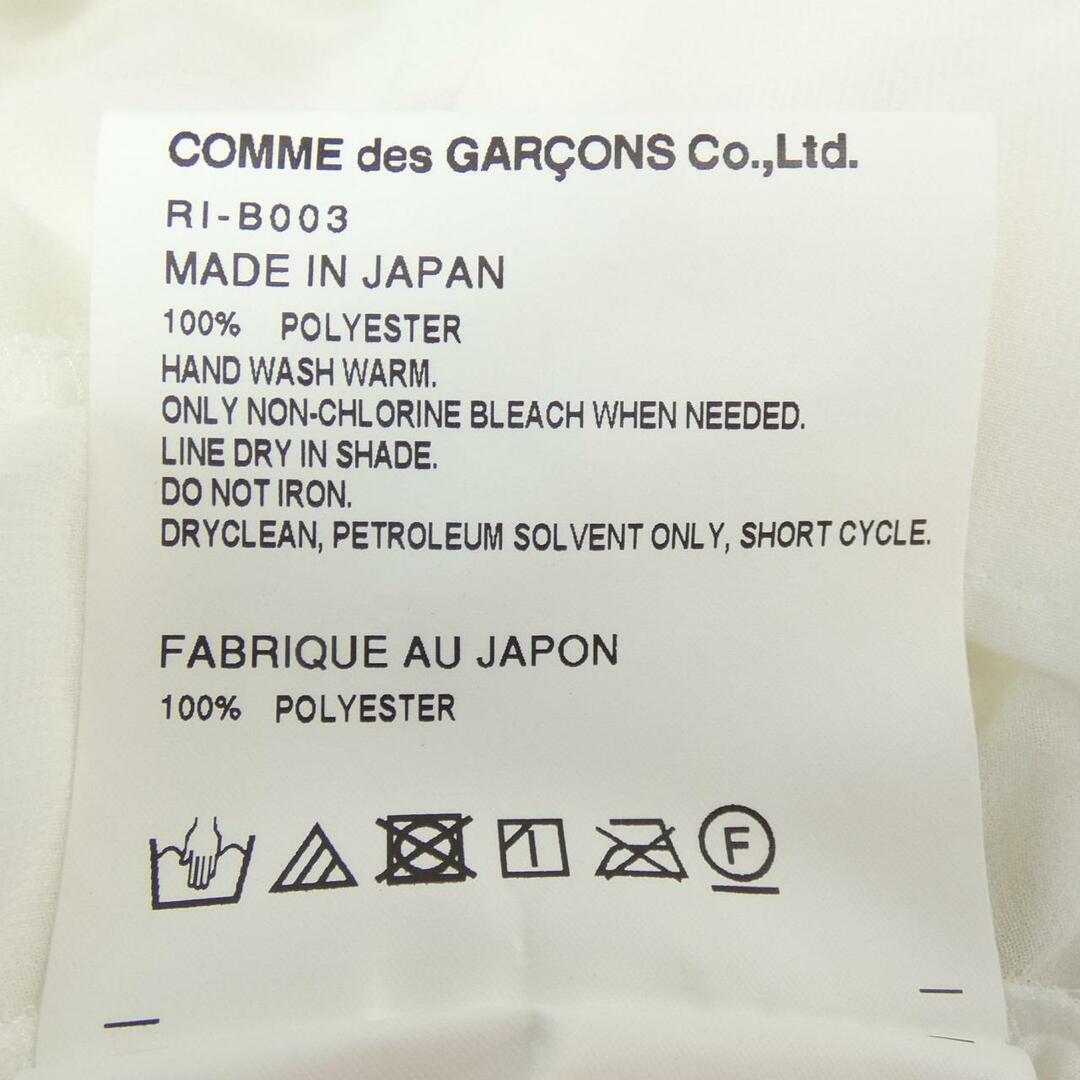 COMME des GARÇONS Co.,Ltd.
RI-B003
MADE IN JAPAN
100% POLYESTER
HAND WASH WARM.
ONLY NON-CHLORINE BLEACH WHEN NEEDED.
LINE DRY IN SHADE.
DO NOT IRON.
DRYCLEAN, PETROLEUM SOLVENT ONLY, SHORT CYCLE.
FABRIQUE AU JAPON
100% POLYESTER
F